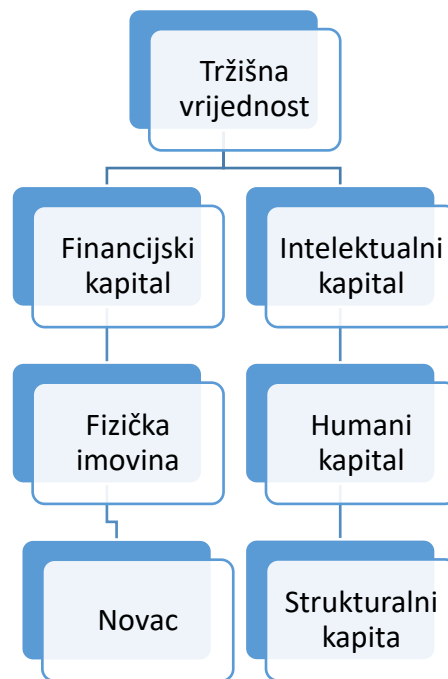 Tržišna
vrijednost
Financijski
kapital
Intelektualni
kapital
Fizička
imovina
Humani
kapital
Novac
Strukturalni
kapita